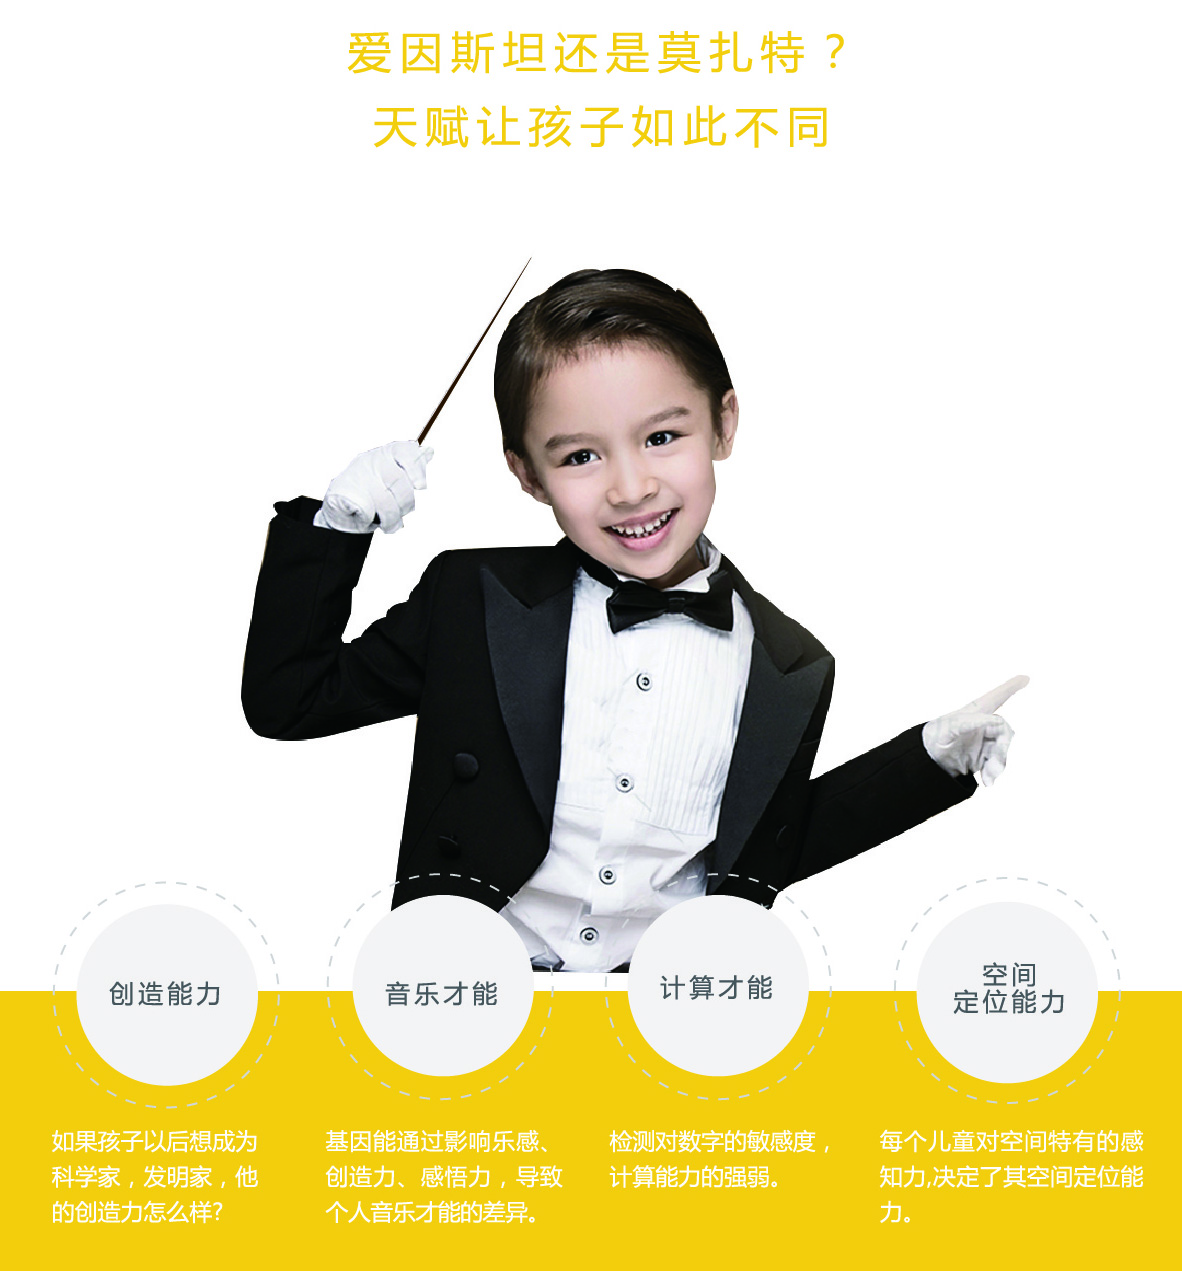 爱因斯坦还是莫扎特？
天赋让孩子如此不同
创造能力
音乐才能
计算才能
空间
定位能力
如果孩子以后想成为
科学家，发明家，他
的创造力怎么样?
基因能通过影响乐感、
创造力、感悟力，导致
个人音乐才能的差异。
检测对数字的敏感度，
计算能力的强弱。
每个儿童对空间特有的感
知力,决定了其空间定位能
力。